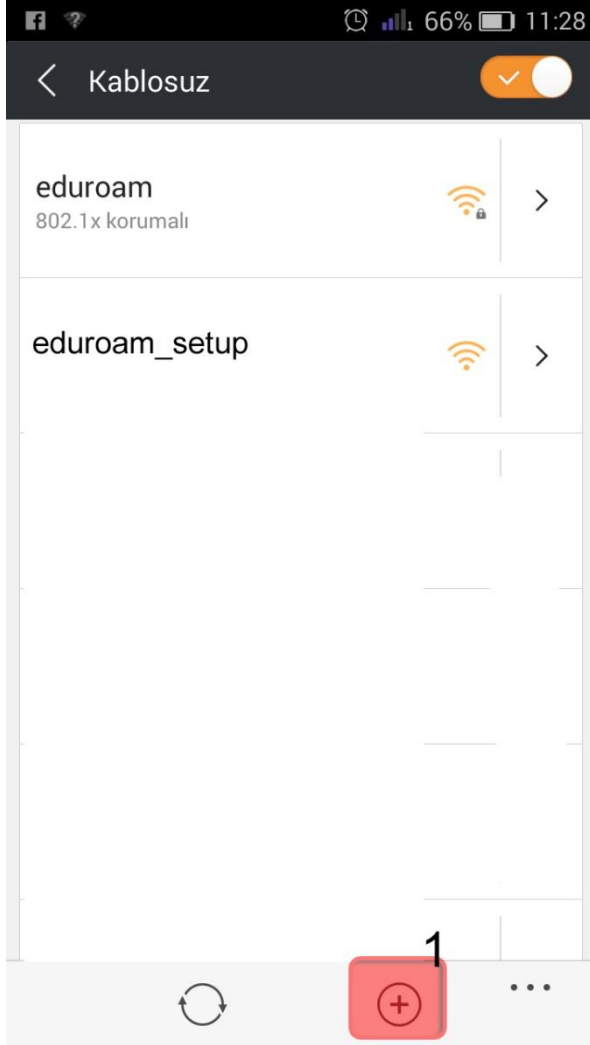 66% 11:28
Kablosuz
eduroam
802.1x korumalı
eduroam_setup
1